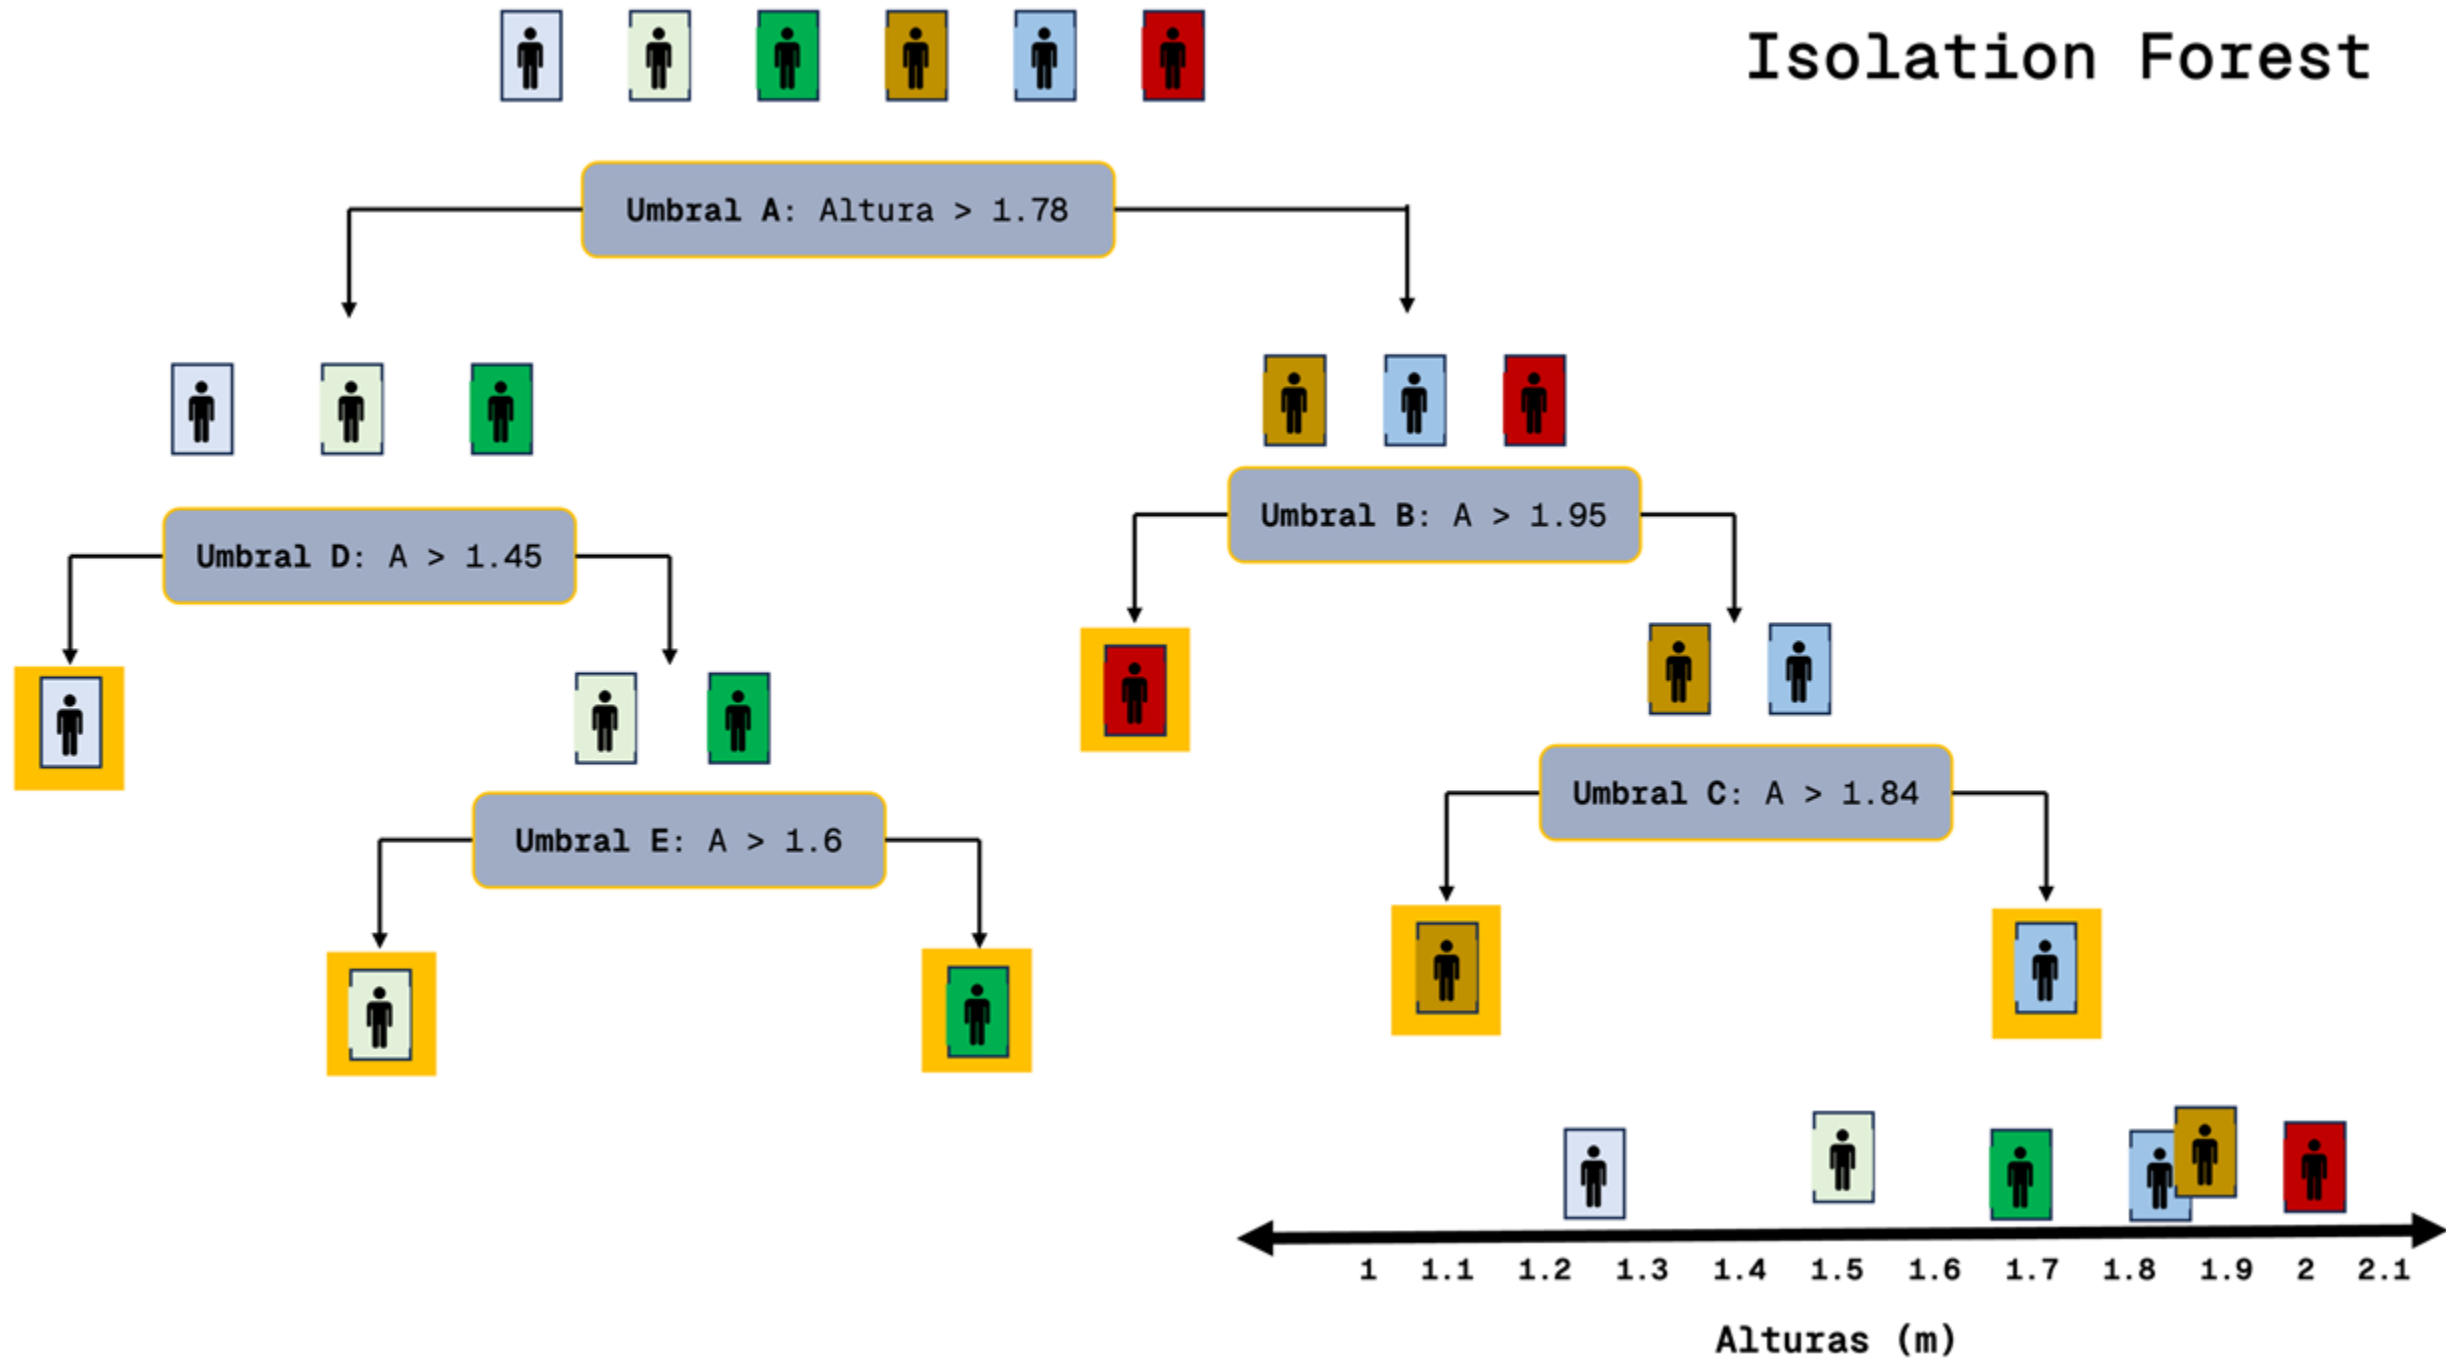 Isolation Forest
Umbral A: Altura > 1.78
Umbral B: A > 1.95
Umbral D: A > 1.45
Umbral C: A > 1.84
Umbral E: A > 1.6
1 1.1 1.2 1.3 1.4 1.5 1.6 1.7 1.8 1.9 2 2.1
Alturas (m)